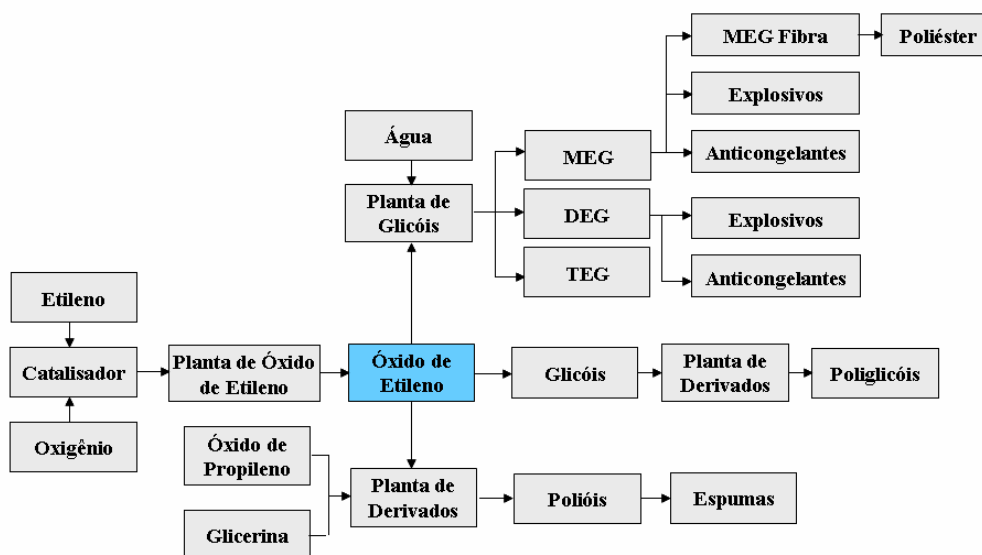 MEG Fibra
Poliéster
Explosivos
Água
MEG
Anticongelantes
Planta de
Glicóis
DEG
Explosivos
TEG
Anticongelantes
Etileno
Catalisador
Planta de Óxido
de Etileno
Óxido de
Etileno
Glicóis
Planta de
Derivados
Poliglicóis
Oxigênio
Óxido de
Propileno
Glicerina
Planta de
Derivados
Polióis
Espumas